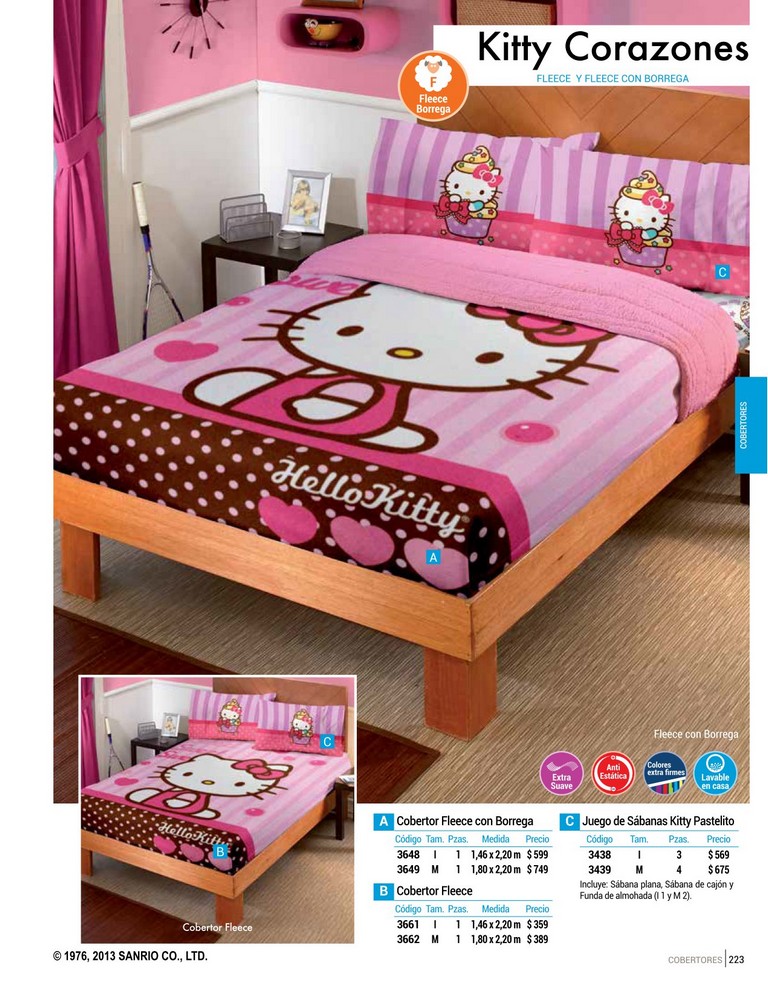 Kitty Corazones
FLEECE Y FLEECE CON BORREGA
F
Fleece
Borrega
C
COBERTORES
Hello Kitty
A
Fleece con Borrega
Extra
Suave
Anti
Estática
Colores
extra firmes
Lavable
en casa
C
Hello Kitty
B
Cobertor Fleece
A Cobertor Fleece con Borrega
Código Tam. Pzas. Medida Precio
3648 I 1 1,46 x 2,20 m $ 599
3649 M 1 1,80 x 2,20 m $ 749
B Cobertor Fleece
Código Tam. Pzas. Medida Precio
3661 I 1 1,46 x 2,20 m $ 359
3662 M 1 1,80 x 2,20 m $ 389
C Juego de Sábanas Kitty Pastelito
Código Tam. Pzas. Precio
3438 I 3 $ 569
3439 M 4 $ 675
Incluye: Sábana plana, Sábana de cajón y
Funda de almohada (I 1 y M 2).
© 1976, 2013 SANRIO CO., LTD.
COBERTORES 223